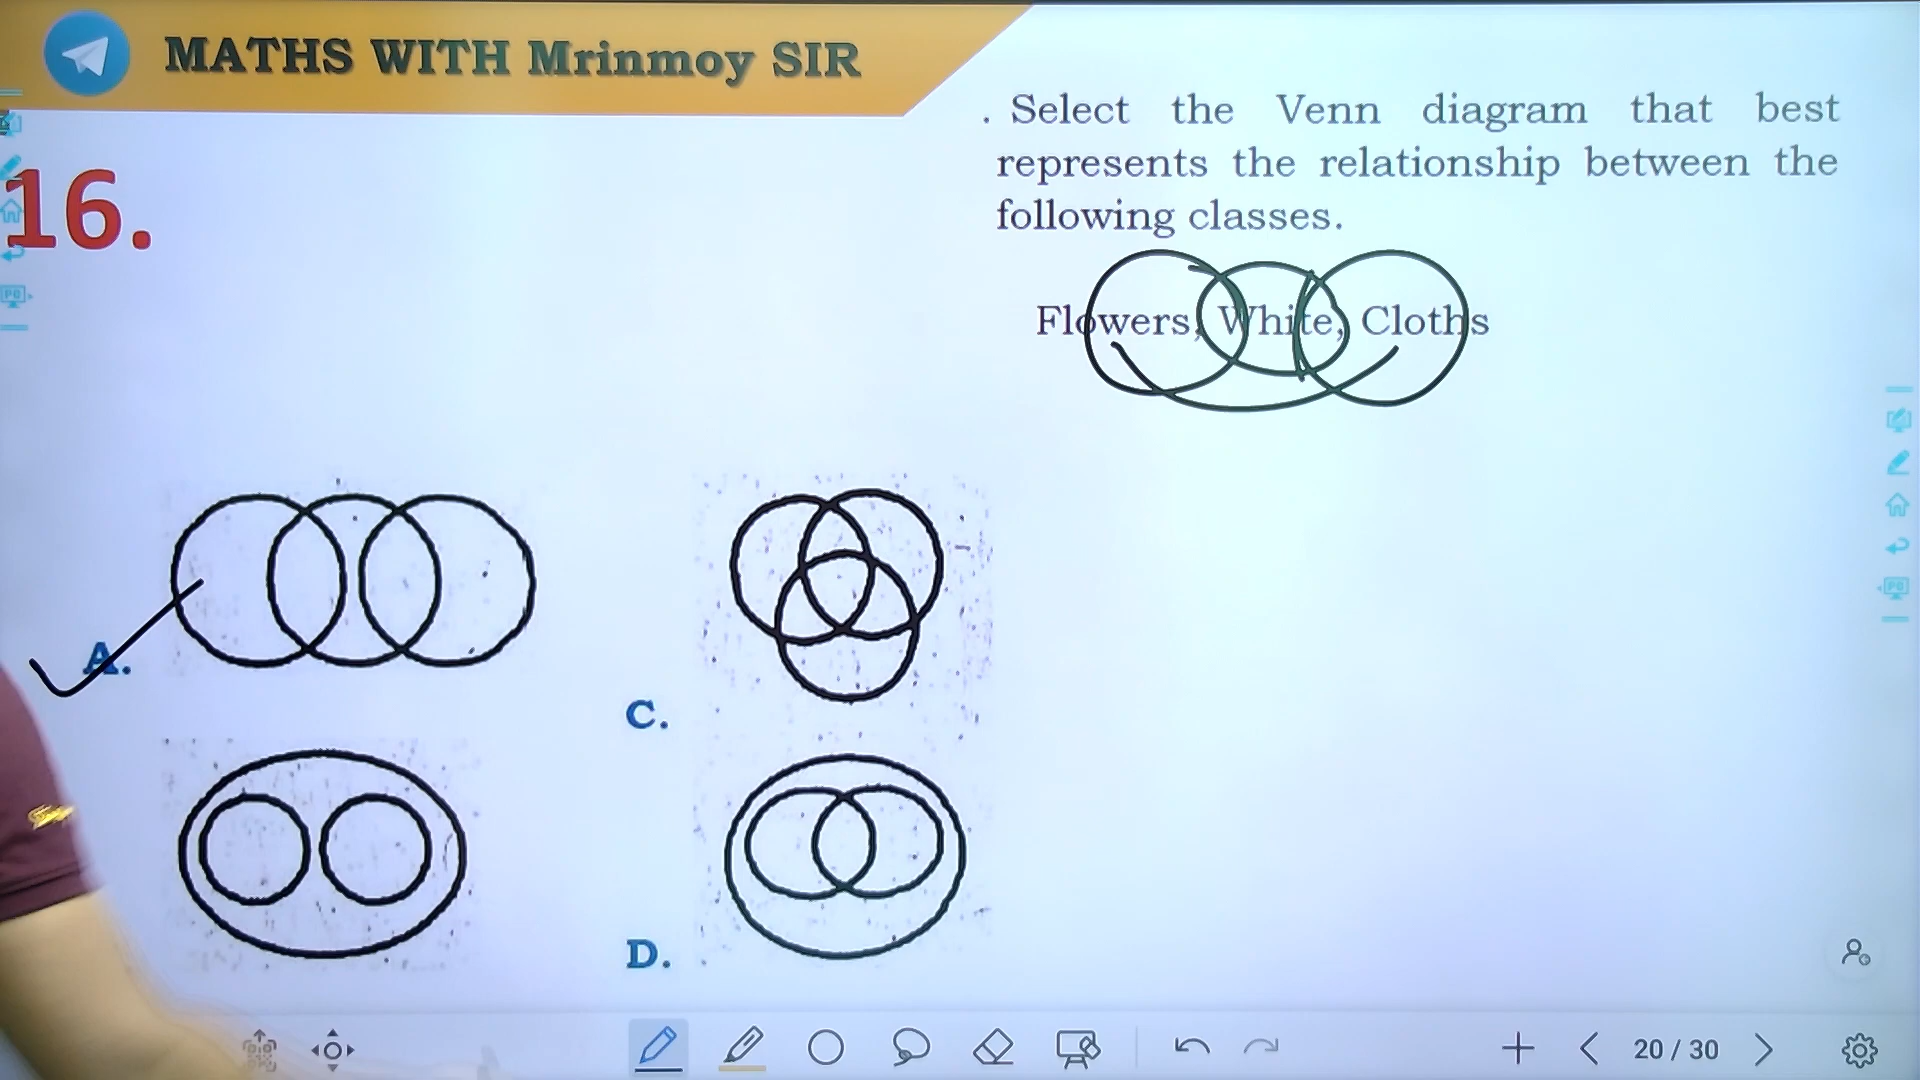 MATHS WITH Mrinmoy SIR
. Select the Venn diagram that best
represents the relationship between the
following classes.
16.
Flowers, White, Cloths
A.
C.
D.
20 / 30